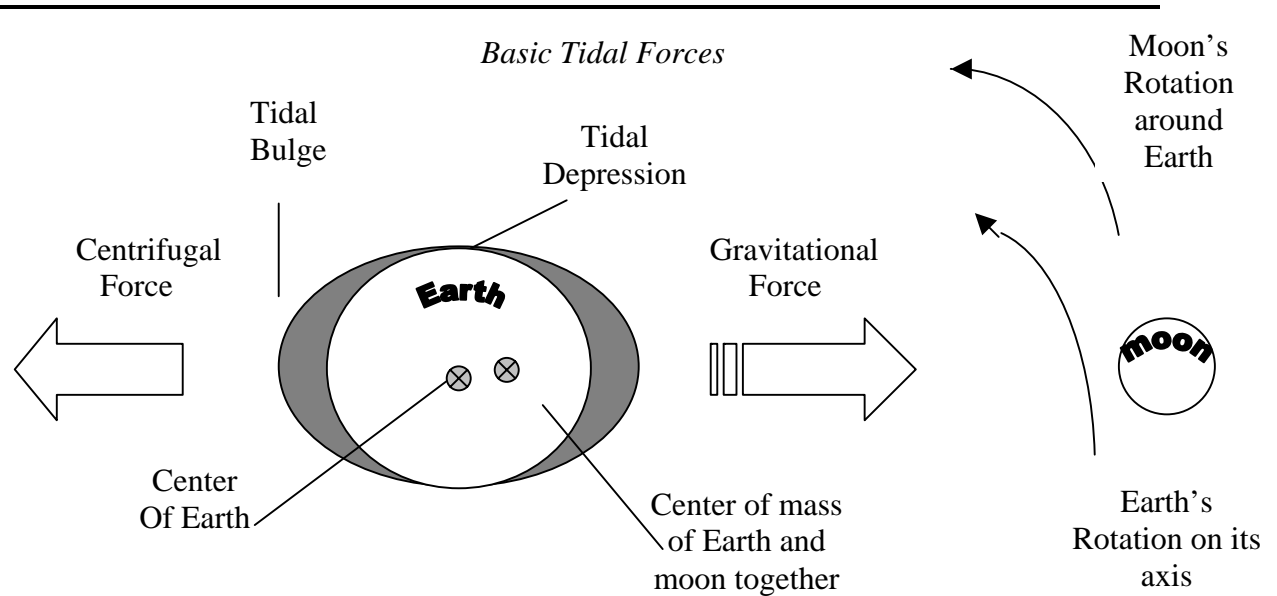 Basic Tidal Forces
Moon’s
Rotation
around
Earth
Tidal
Bulge
Tidal
Depression
Centrifugal
Force
Earth
Gravitational
Force
moon
Center
Of Earth
Center of mass
of Earth and
moon together
Earth’s
Rotation on its
axis